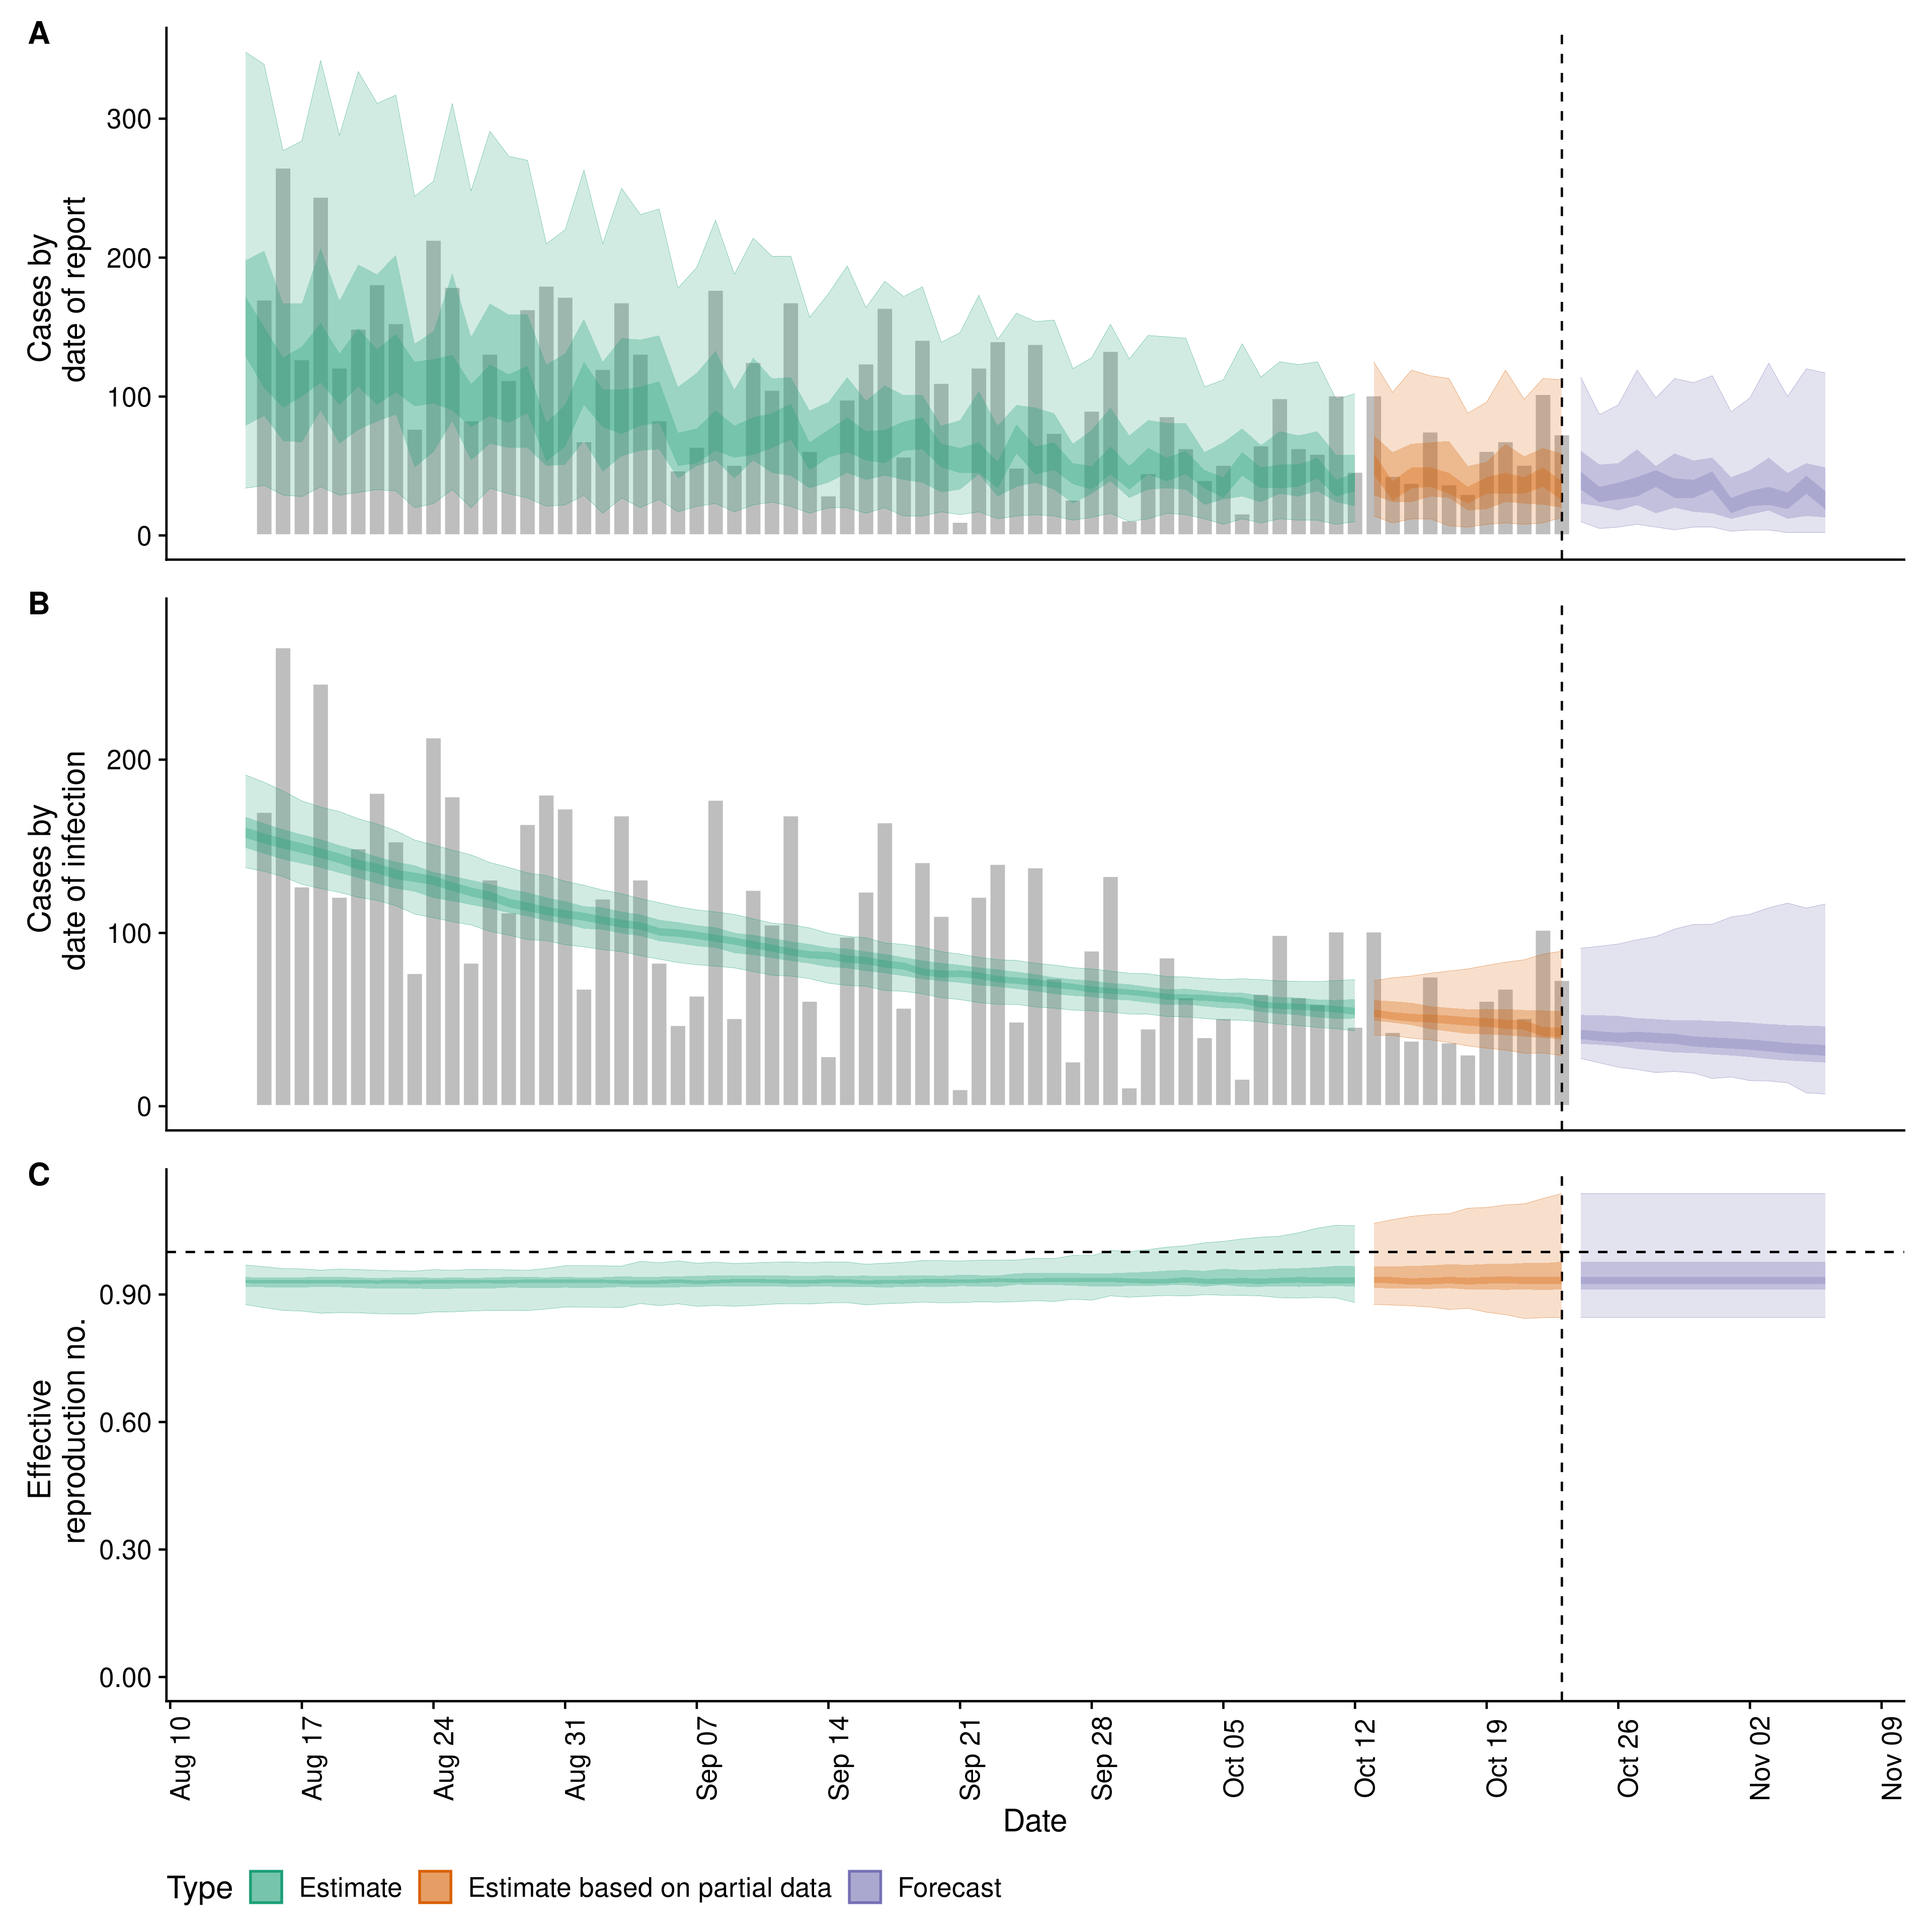 A
Cases by
date of report
300
200
100
0
B
Cases by
date of infection
200
100
0
C
Effective
reproduction no.
0.90
0.60
0.30
0.00
Aug 10
Aug 17
Aug 24
Aug 31
Sep 07
Sep 14
Sep 21
Sep 28
Oct 05
Oct 12
Oct 19
Oct 26
Nov 02
Nov 09
Date
Type Estimate Estimate based on partial data Forecast